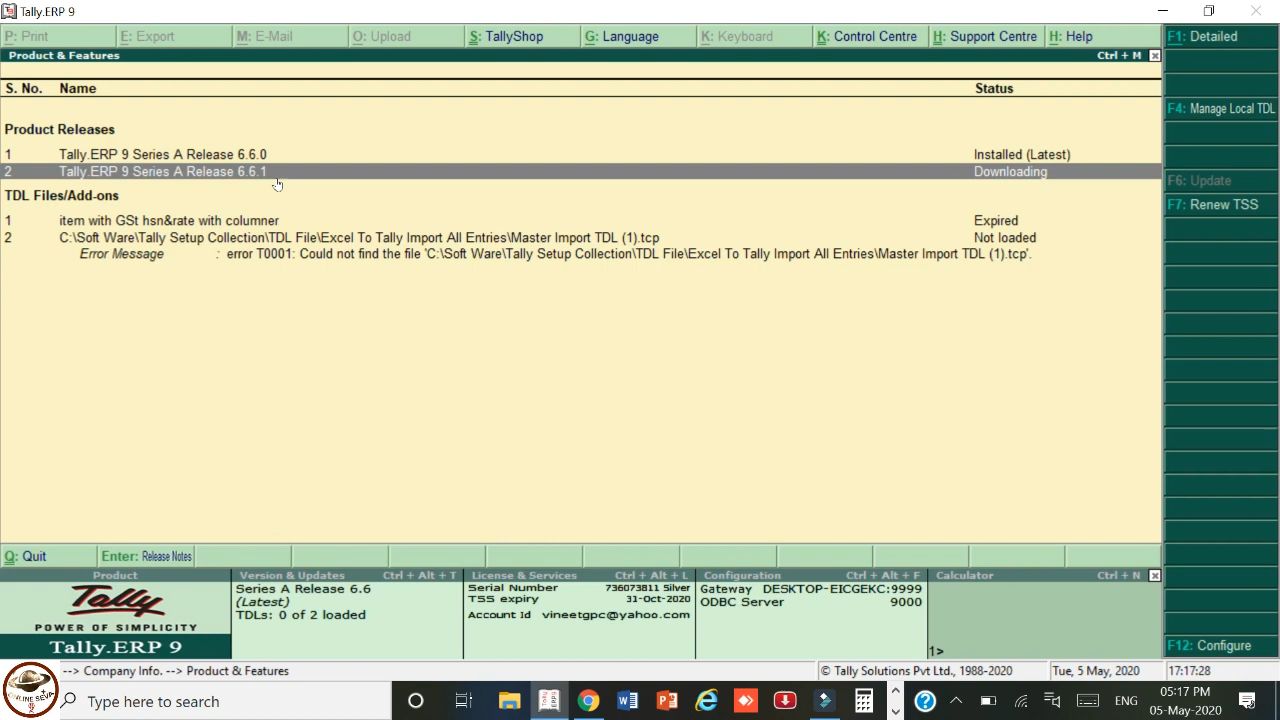 Tally.ERP 9
P: Print E: Export M: E-Mail O: Upload S: TallyShop G: Language K: Keyboard K: Control Centre H: Support Centre H: Help F1: Detailed
Product & Features Ctrl + M
S. No. Name Status
F4: Manage Local TDL
Product Releases
1 Tally.ERP 9 Series A Release 6.6.0 Installed (Latest)
2 Tally.ERP 9 Series A Release 6.6.1 Downloading
F6: Update
TDL Files/Add-ons
F7: Renew TSS
1 item with GSt hsn&rate with columner Expired
2 C:\Soft Ware\Tally Setup Collection\TDL File\Excel To Tally Import All Entries\Master Import TDL (1).tcp Not loaded
Error Message : error T0001: Could not find the file 'C:\Soft Ware\Tally Setup Collection\TDL File\Excel To Tally Import All Entries\Master Import TDL (1).tcp'.
Q: Quit Enter: Release Notes
Product Version & Updates Ctrl + Alt + T License & Services Ctrl + Alt + L Configuration Ctrl + Alt + F Calculator Ctrl + N
Tally
POWER OF SIMPLICITY
Tally.ERP 9
Series A Release 6.6
(Latest)
TDLs: 0 of 2 loaded
Serial Number 736073811 Silver
TSS expiry 31-Oct-2020
Account Id vineetgpc@yahoo.com
Gateway DESKTOP-EICGEKC:9999
ODBC Server 9000
1>
F12: Configure
--> Company Info. --> Product & Features © Tally Solutions Pvt Ltd., 1988-2020 Tue, 5 May, 2020 17:17:28
ONLINE SEVA
Type here to search
ENG
05:17 PM
05-May-2020